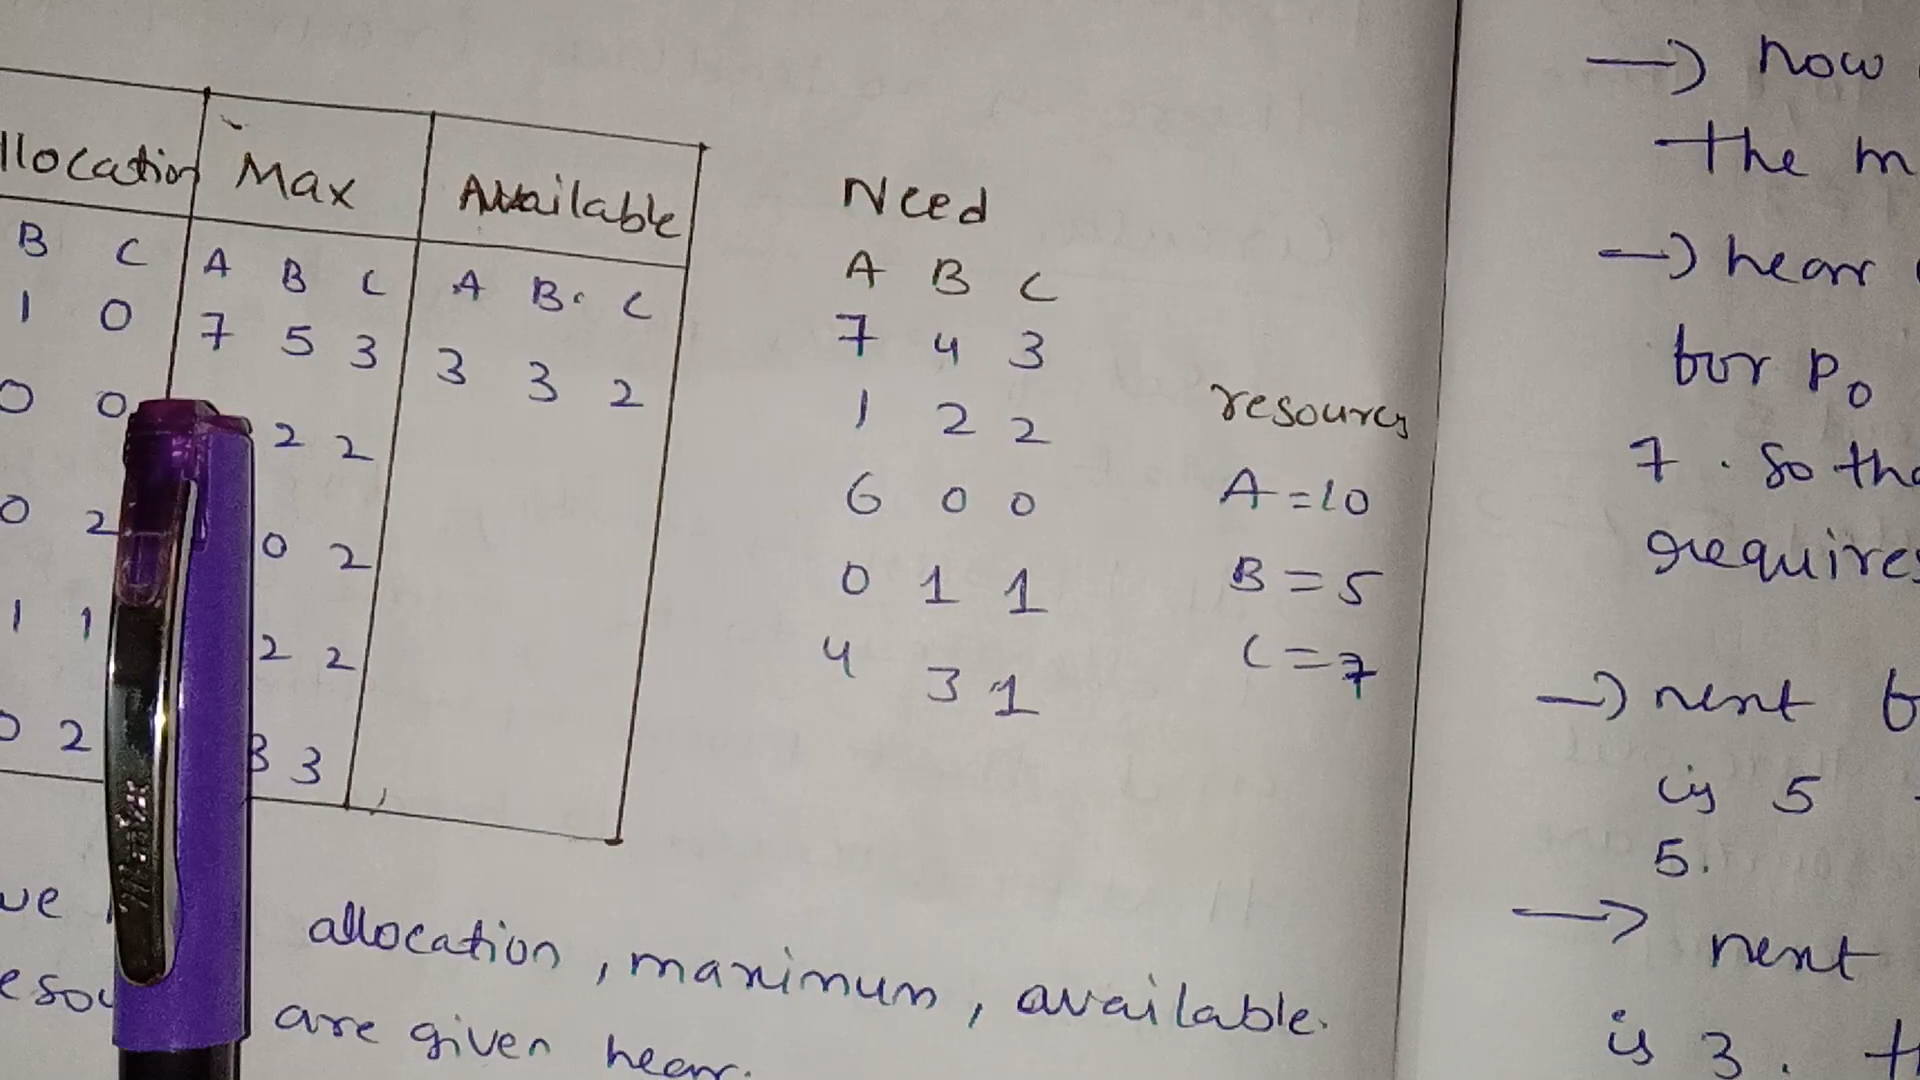 llocation Max Available
B C A B C A B C
1 0 7 5 3 3 3 2
0 0 2 2
0 2 0 2
1 1 2 2
0 2 3 3
Need
A B C
7 4 3
1 2 2
6 0 0
0 1 1
4 3 1
resources
A = 10
B = 5
C = 7
allocation, maximum, available.
are given hear.
→ now
the m
→ hear
for P0
7. So the
requires
→ next
is 5
5.
→ next
is 3.